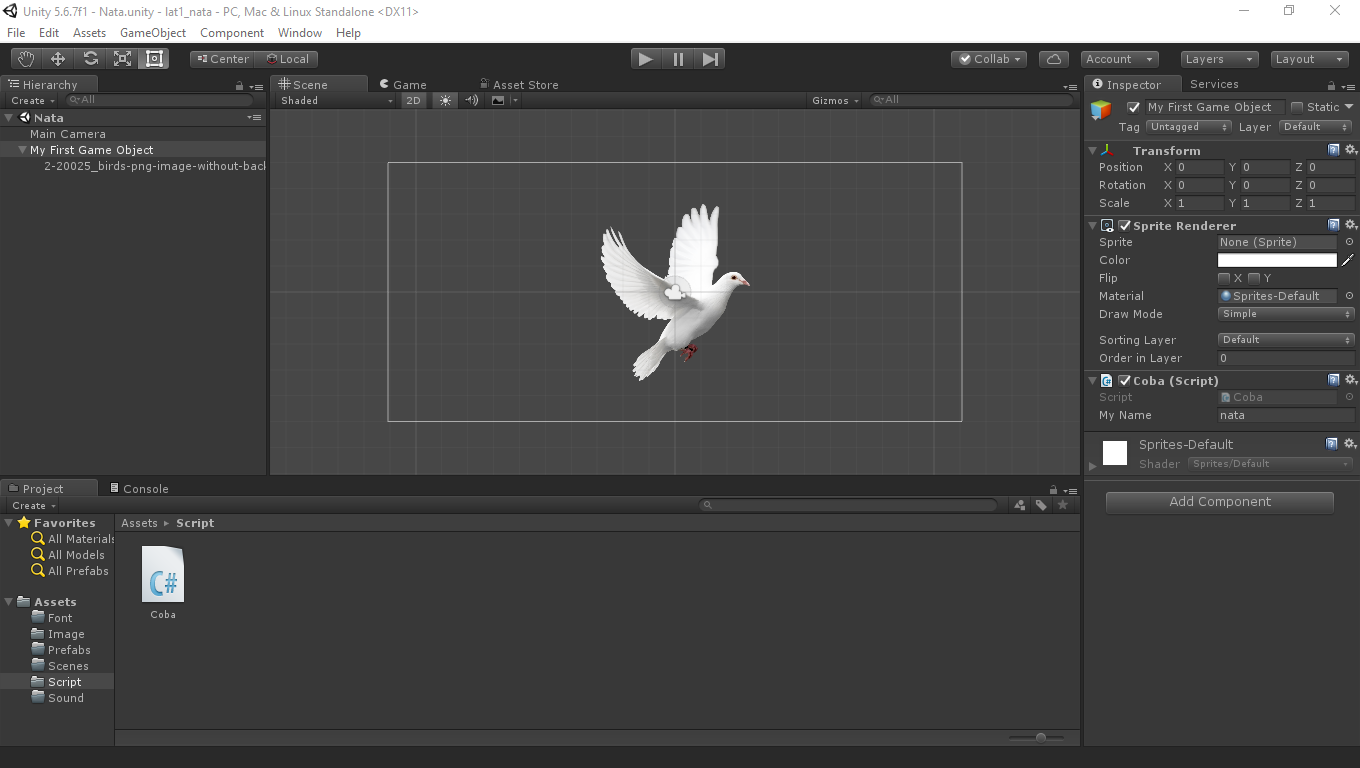 Unity 5.6.7f1 - Nata.unity - lat1_nata - PC, Mac & Linux Standalone <DX11>
File Edit Assets GameObject Component Window Help
Center Local Collab Account Layers Layout
Hierarchy
Create All
Nata
Main Camera
My First Game Object
2-20025_birds-png-image-without-back
Scene Game Asset Store
Shaded 2D Gizmos All
Inspector Services
My First Game Object Static
Tag Untagged Layer Default
Transform
Position X 0 Y 0 Z 0
Rotation X 0 Y 0 Z 0
Scale X 1 Y 1 Z 1
Sprite Renderer
Sprite None (Sprite)
Color
Flip X Y
Material Sprites-Default
Draw Mode Simple
Sorting Layer Default
Order in Layer 0
Coba (Script)
Script Coba
My Name nata
Sprites-Default
Shader Sprites/Default
Add Component
Project Console
Create
Favorites
All Materials
All Models
All Prefabs
Assets
Font
Image
Prefabs
Scenes
Script
Sound
Assets Script
C#
Coba